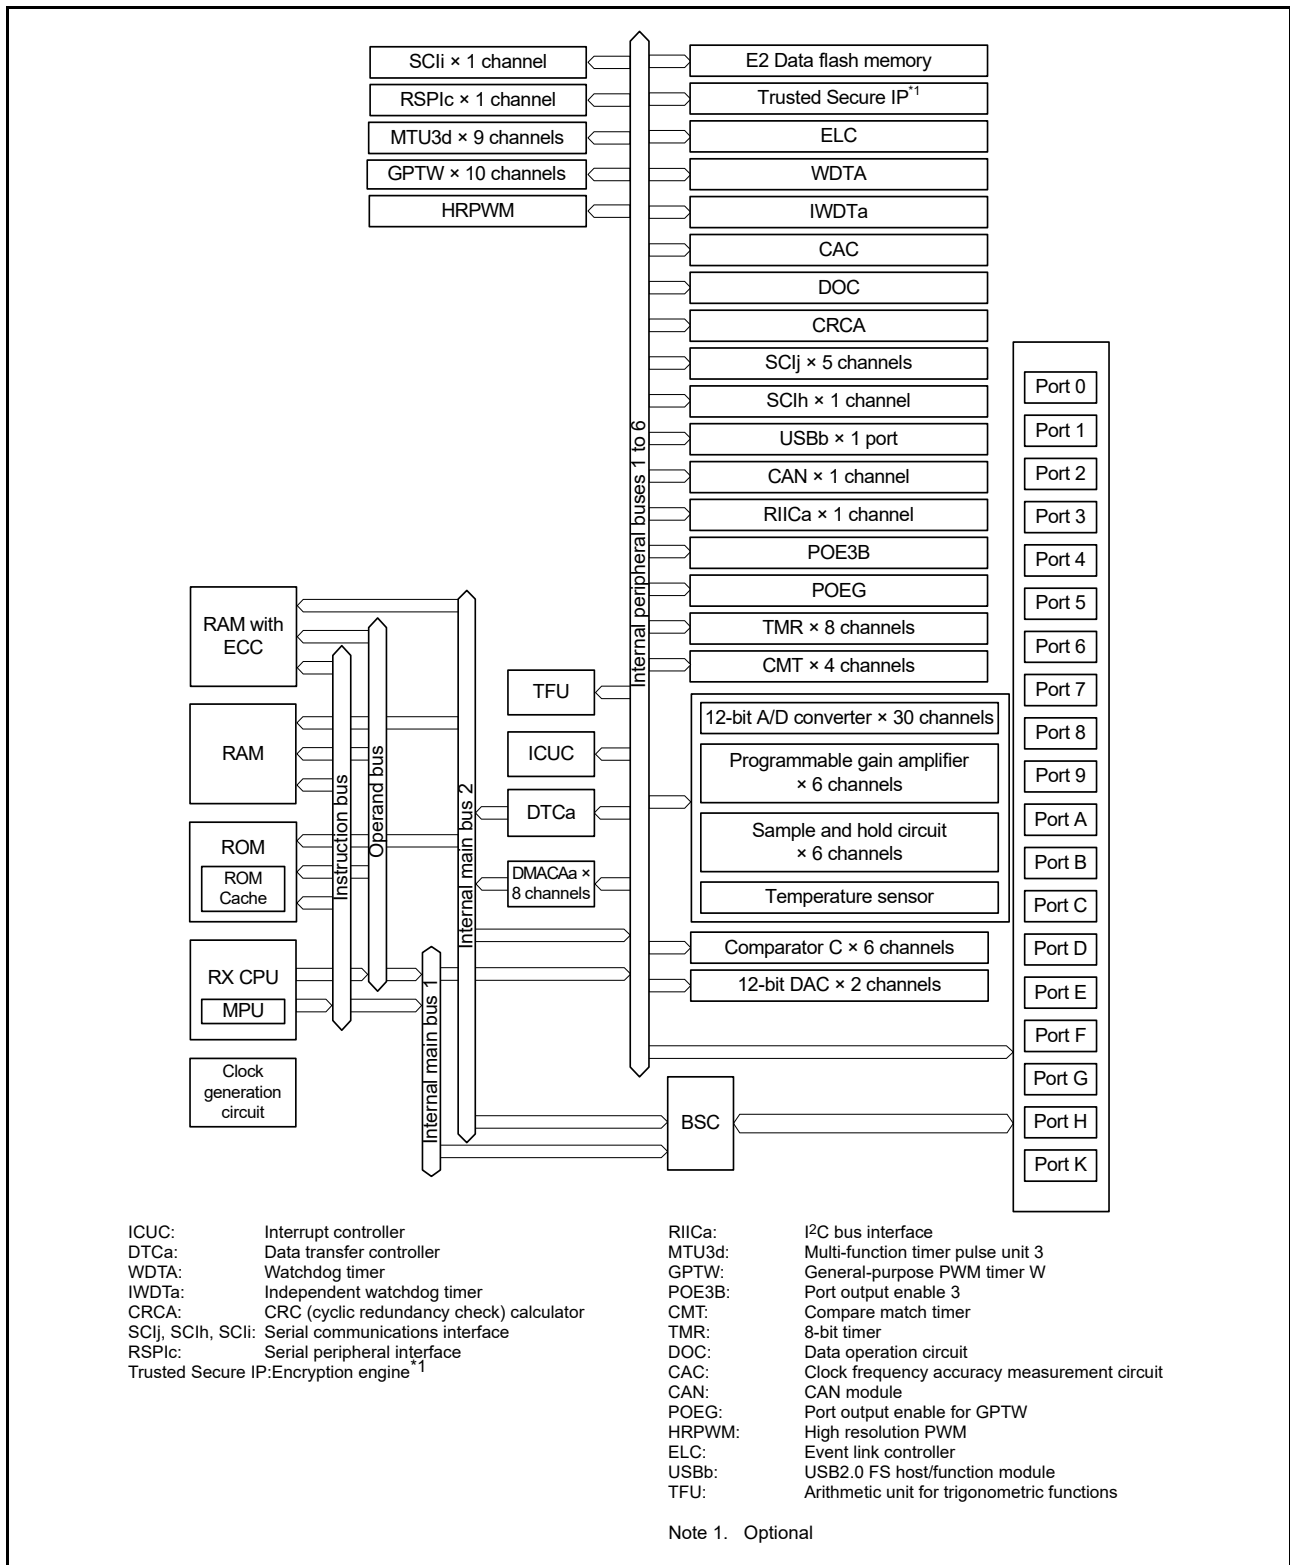 SCIi × 1 channel
RSPIc × 1 channel
MTU3d × 9 channels
GPTW × 10 channels
HRPWM
E2 Data flash memory
Trusted Secure IP*1
ELC
WDTA
IWDTa
CAC
DOC
CRCA
SCIj × 5 channels
SCIh × 1 channel
USBb × 1 port
CAN × 1 channel
RIICa × 1 channel
POE3B
POEG
TMR × 8 channels
CMT × 4 channels
12-bit A/D converter × 30 channels
Programmable gain amplifier
× 6 channels
Sample and hold circuit
× 6 channels
Temperature sensor
Comparator C × 6 channels
12-bit DAC × 2 channels
Internal peripheral buses 1 to 6
Port 0
Port 1
Port 2
Port 3
Port 4
Port 5
Port 6
Port 7
Port 8
Port 9
Port A
Port B
Port C
Port D
Port E
Port F
Port G
Port H
Port K
RAM with
ECC
RAM
ROM
ROM
Cache
RX CPU
MPU
Clock
generation
circuit
Instruction bus
Operand bus
Internal main bus 1
Internal main bus 2
TFU
ICUC
DTCa
DMACAa ×
8 channels
BSC
ICUC: Interrupt controller
DTCa: Data transfer controller
WDTA: Watchdog timer
IWDTa: Independent watchdog timer
CRCA: CRC (cyclic redundancy check) calculator
SCIj, SCIh, SCIi: Serial communications interface
RSPIc: Serial peripheral interface
Trusted Secure IP:Encryption engine*1
RIICa: I2C bus interface
MTU3d: Multi-function timer pulse unit 3
GPTW: General-purpose PWM timer W
POE3B: Port output enable 3
CMT: Compare match timer
TMR: 8-bit timer
DOC: Data operation circuit
CAC: Clock frequency accuracy measurement circuit
CAN: CAN module
POEG: Port output enable for GPTW
HRPWM: High resolution PWM
ELC: Event link controller
USBb: USB2.0 FS host/function module
TFU: Arithmetic unit for trigonometric functions
Note 1. Optional